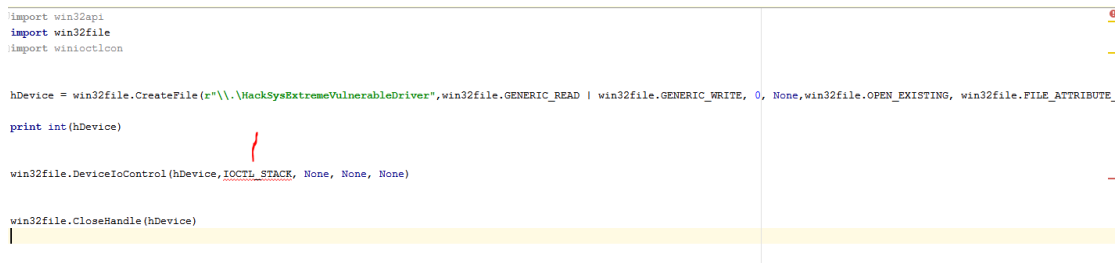 import win32api
import win32file
import winioctlcon
hDevice = win32file.CreateFile(r"\\.\HackSysExtremeVulnerableDriver",win32file.GENERIC_READ | win32file.GENERIC_WRITE, 0, None,win32file.OPEN_EXISTING, win32file.FILE_ATTRIBUTE_
print int(hDevice)
win32file.DeviceIoControl(hDevice,IOCTL_STACK, None, None, None)
win32file.CloseHandle(hDevice)